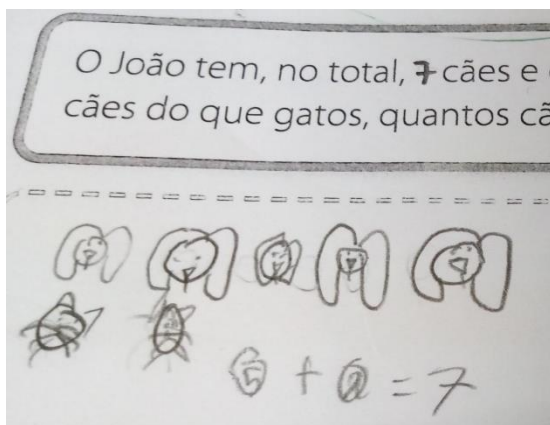 O João tem, no total, 7 cães e
cães do que gatos, quantos cã
5 + 2 = 7